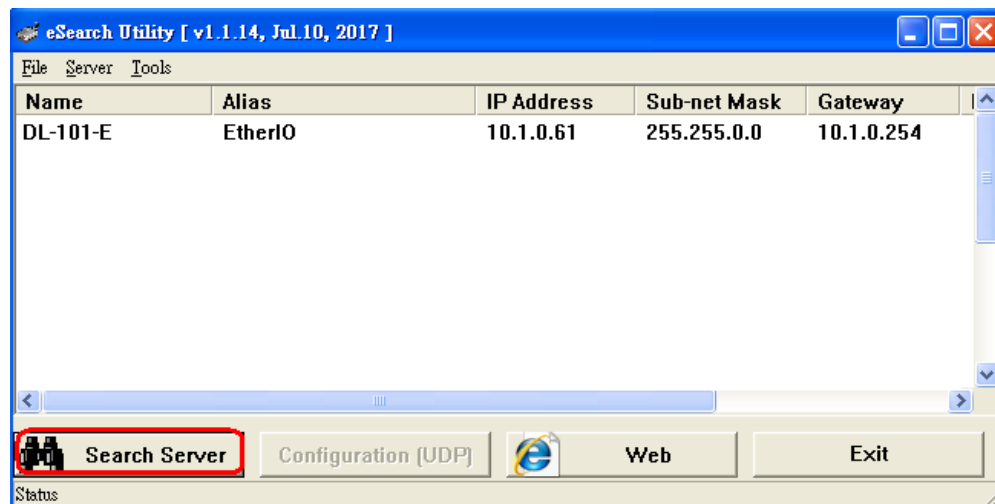 eSearch Utility [ v1.1.14, Jul.10, 2017 ]
File Server Tools
Name Alias IP Address Sub-net Mask Gateway
DL-101-E EtherIO 10.1.0.61 255.255.0.0 10.1.0.254
Search Server Configuration (UDP) Web Exit
Status